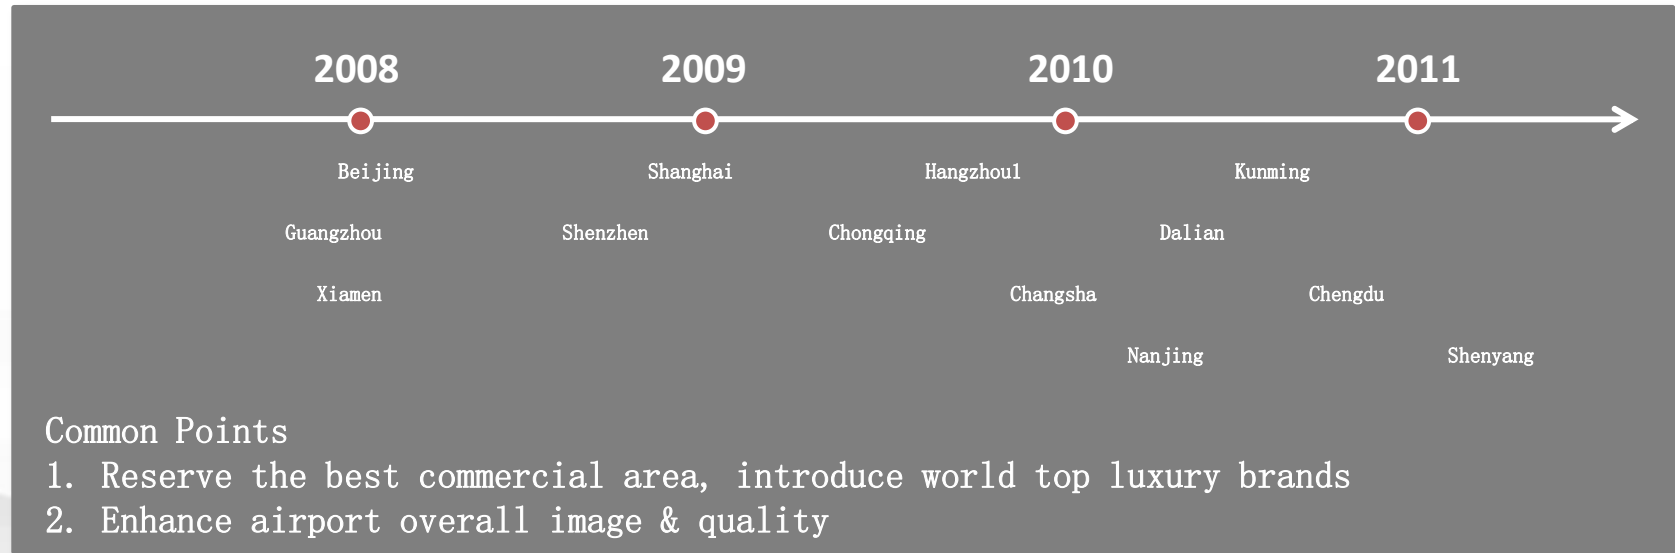 2008 2009 2010 2011
Beijing Shanghai Hangzhou1 Kunming
Guangzhou Shenzhen Chongqing Dalian
Xiamen Changsha Chengdu
Nanjing Shenyang
Common Points
1. Reserve the best commercial area, introduce world top luxury brands
2. Enhance airport overall image & quality